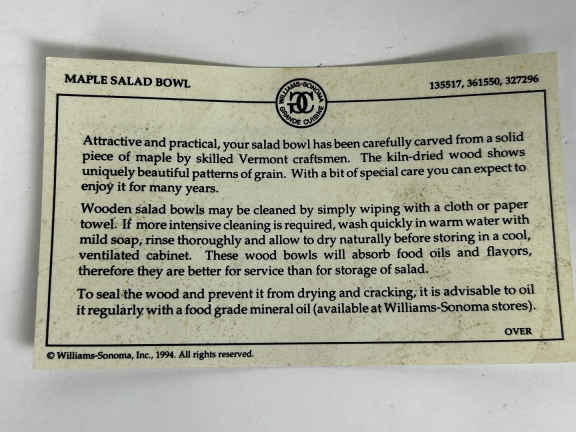 MAPLE SALAD BOWL
135517, 361550, 327296
WILLIAMS-SONOMA
GRANDE CUISINE
Attractive and practical, your salad bowl has been carefully carved from a solid
piece of maple by skilled Vermont craftsmen. The kiln-dried wood shows
uniquely beautiful patterns of grain. With a bit of special care you can expect to
enjoy it for many years.
Wooden salad bowls may be cleaned by simply wiping with a cloth or paper
towel. If more intensive cleaning is required, wash quickly in warm water with
mild soap, rinse thoroughly and allow to dry naturally before storing in a cool,
ventilated cabinet. These wood bowls will absorb food oils and flavors,
therefore they are better for service than for storage of salad.
To seal the wood and prevent it from drying and cracking, it is advisable to oil
it regularly with a food grade mineral oil (available at Williams-Sonoma stores).
OVER
© Williams-Sonoma, Inc., 1994. All rights reserved.